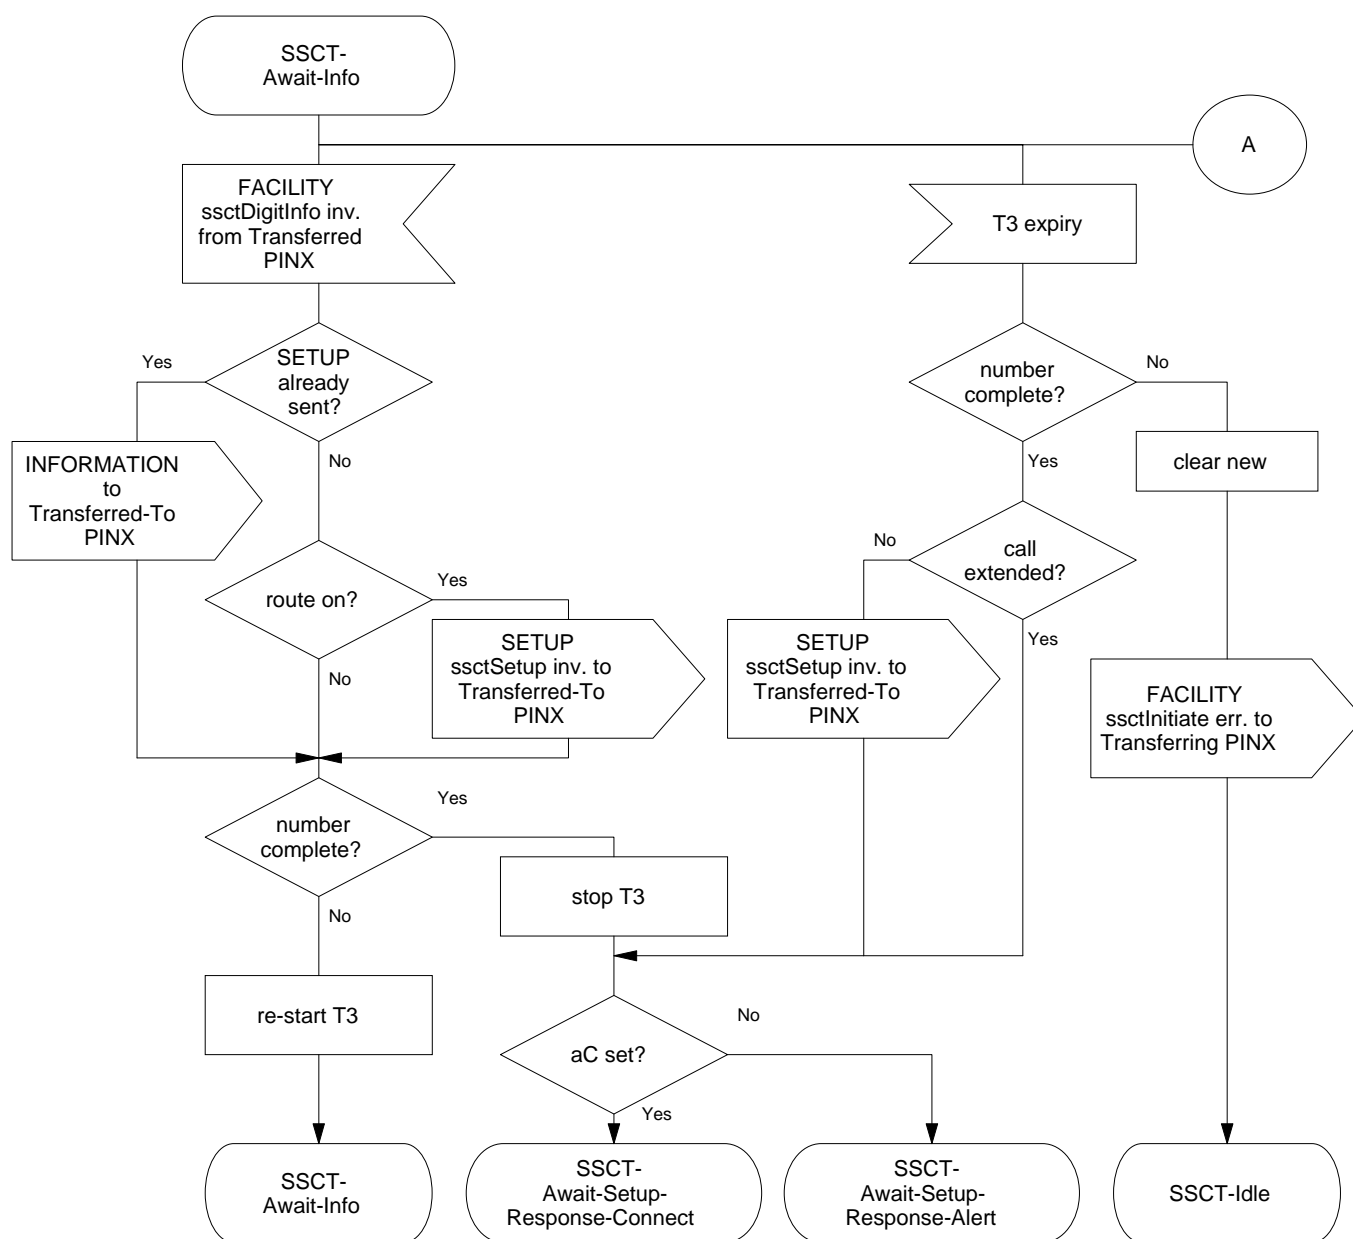 SSCT-
Await-Info
A
FACILITY
ssctDigitInfo inv.
from Transferred
PINX
T3 expiry
Yes
SETUP
already
sent?
No
number
complete?
No
Yes
INFORMATION
to
Transferred-To
PINX
clear new
No
call
extended?
Yes
route on?
Yes
No
SETUP
ssctSetup inv. to
Transferred-To
PINX
SETUP
ssctSetup inv. to
Transferred-To
PINX
FACILITY
ssctInitiate err. to
Transferring PINX
number
complete?
Yes
No
stop T3
re-start T3
aC set?
No
Yes
SSCT-
Await-Info
SSCT-
Await-Setup-
Response-Connect
SSCT-
Await-Setup-
Response-Alert
SSCT-Idle